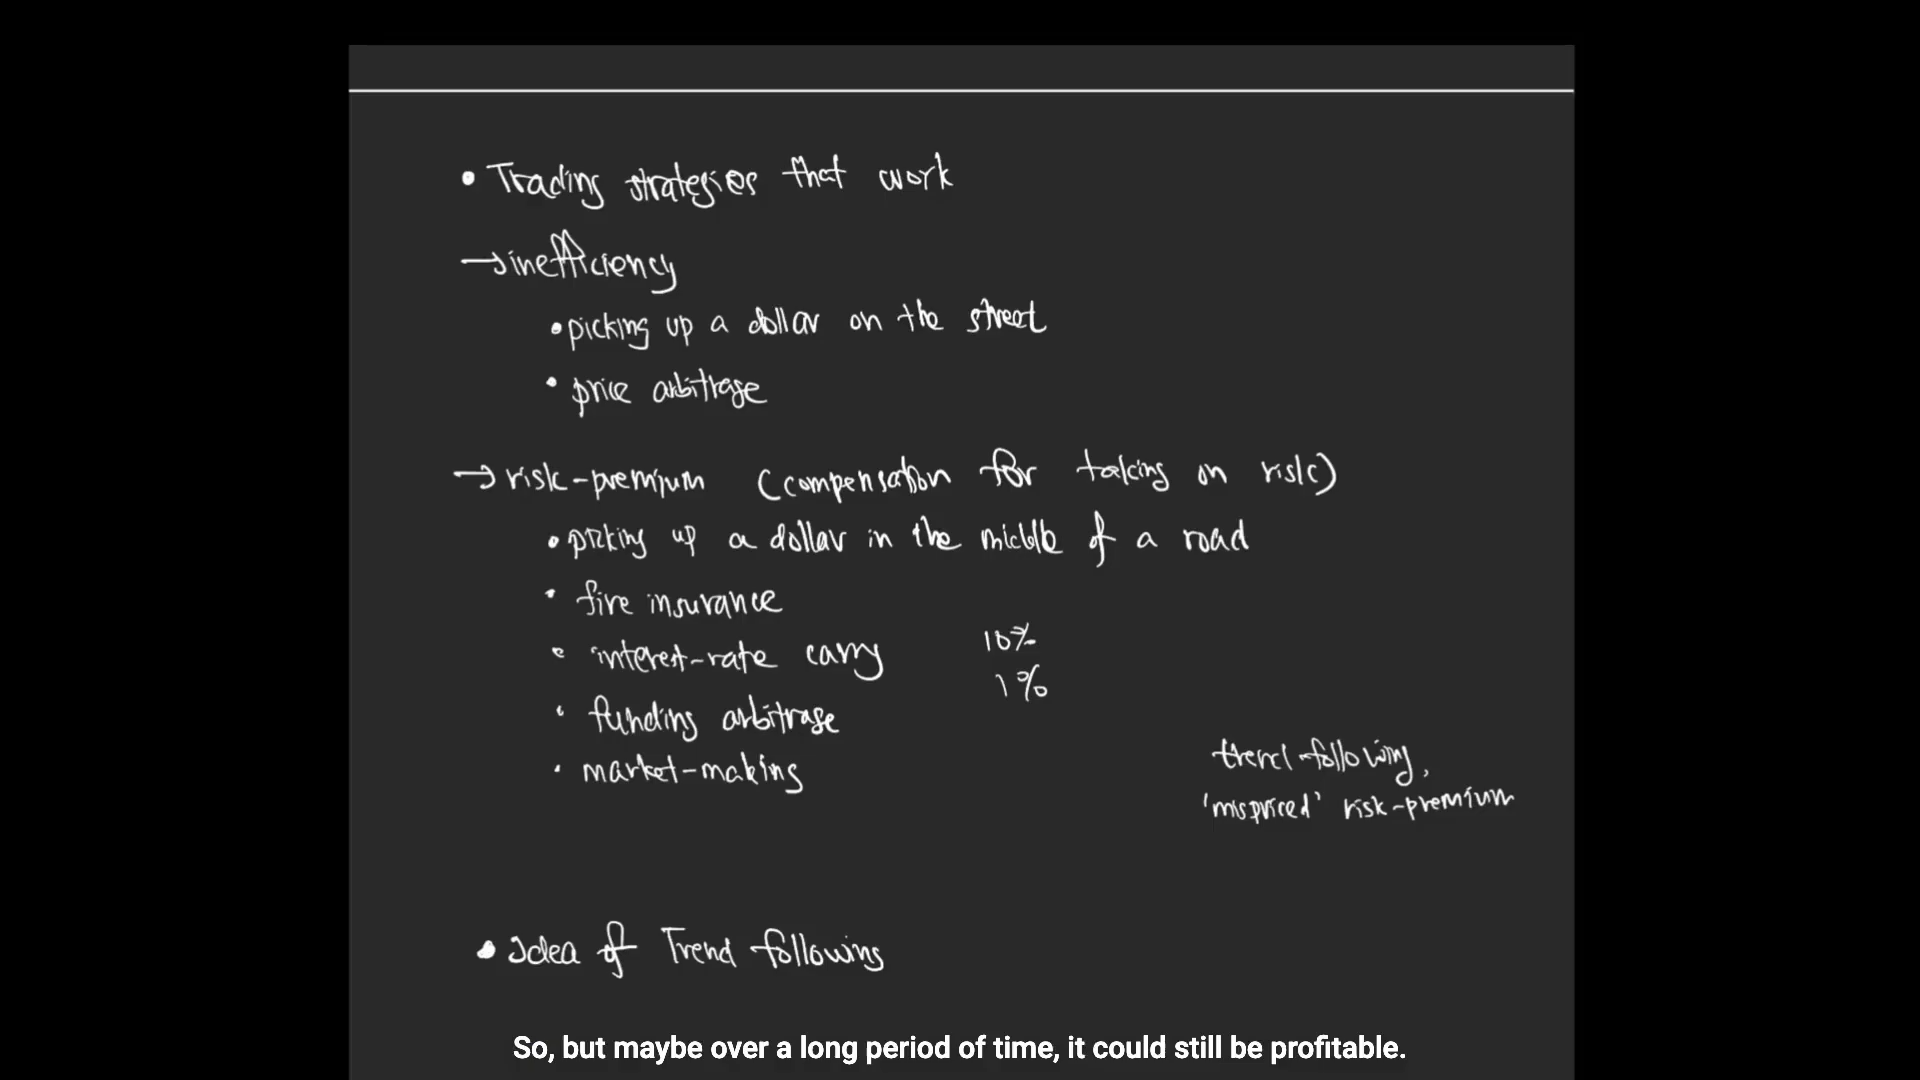 • Trading strategies that work
→ inefficiency
• picking up a dollar on the street
• price arbitrage
→ risk-premium (compensation for taking on risk)
• picking up a dollar in the middle of a road
• fire insurance
• interest-rate carry 10%
1%
• funding arbitrage
• market-making
trend-following,
'mispriced' risk-premium
• Idea of Trend following
So, but maybe over a long period of time, it could still be profitable.